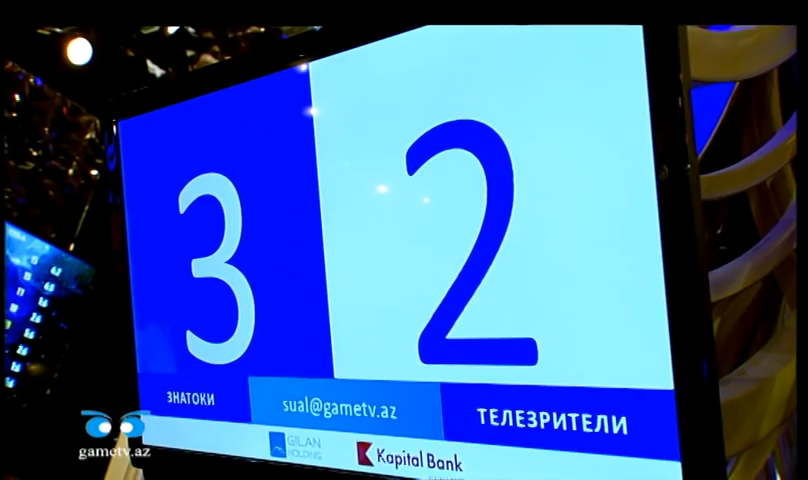 3 2
ЗНАТОКИ sual@gametv.az ТЕЛЕЗРИТЕЛИ
GILAN
HOLDING
Kapital Bank
gametv.az